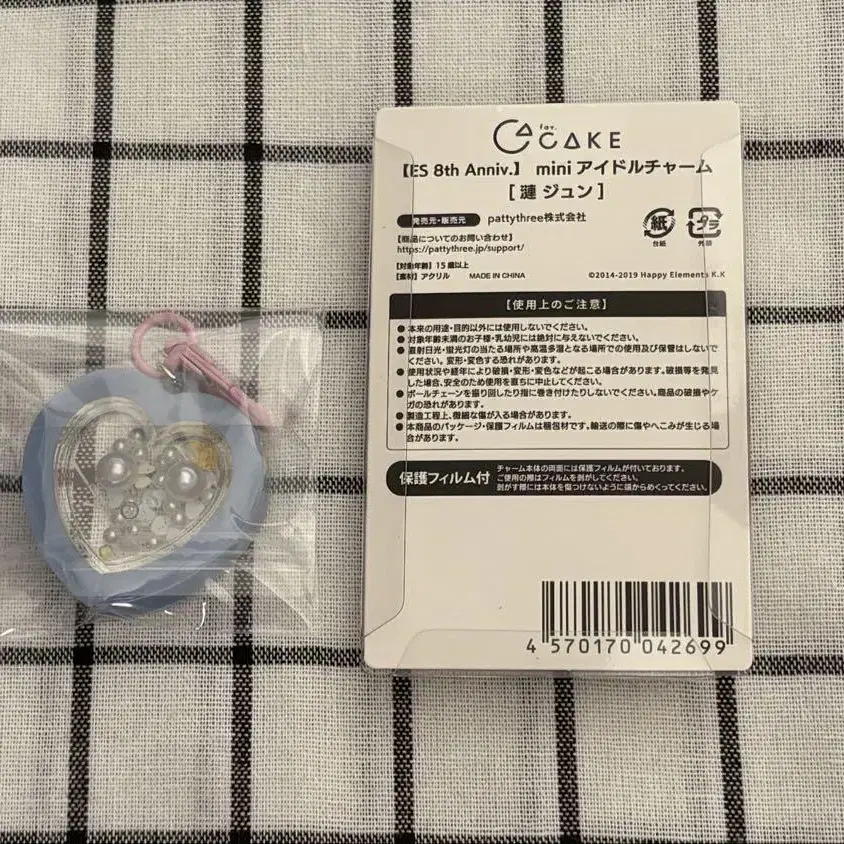 fav.
CAKE
【ES 8th Anniv.】 mini アイドルチャーム
[ 漣 ジュン ]
発売元・販売元 pattythree株式会社
【商品についてのお問い合わせ】
https://pattythree.jp/support/
【対象年齢】15歳以上
【素材】アクリル MADE IN CHINA
紙
台紙
プラ
外装
©2014-2019 Happy Elements K.K
【使用上のご注意】
●本来の用途・目的以外には使用しないでください。
●対象年齢未満のお子様・乳幼児には絶対に与えないでください。
●直射日光・蛍光灯の当たる場所や高温多湿となる場所での使用及び保管はしないで
ください。変形・変色する恐れがあります。
●使用状況や経年により破損・変形・変色などが起こる場合があります。破損等を発見
した場合、安全のため使用を直ちに中止してください。
●ボールチェーンを振り回したり指に巻き付けたりしないでください。商品の破損やケ
ガの恐れがあります。
●製造工程上、微細な傷が入る場合があります。
●本商品のパッケージ・保護フィルムは梱包材です。輸送の際に傷やへこみが生じる場
合があります。
保護フィルム付
チャーム本体の両面には保護フィルムが付いております。
ご使用の際はフィルムを剥がしてください。
剥がす際には本体を傷つけないように端からめくってください。
4 570170 042699